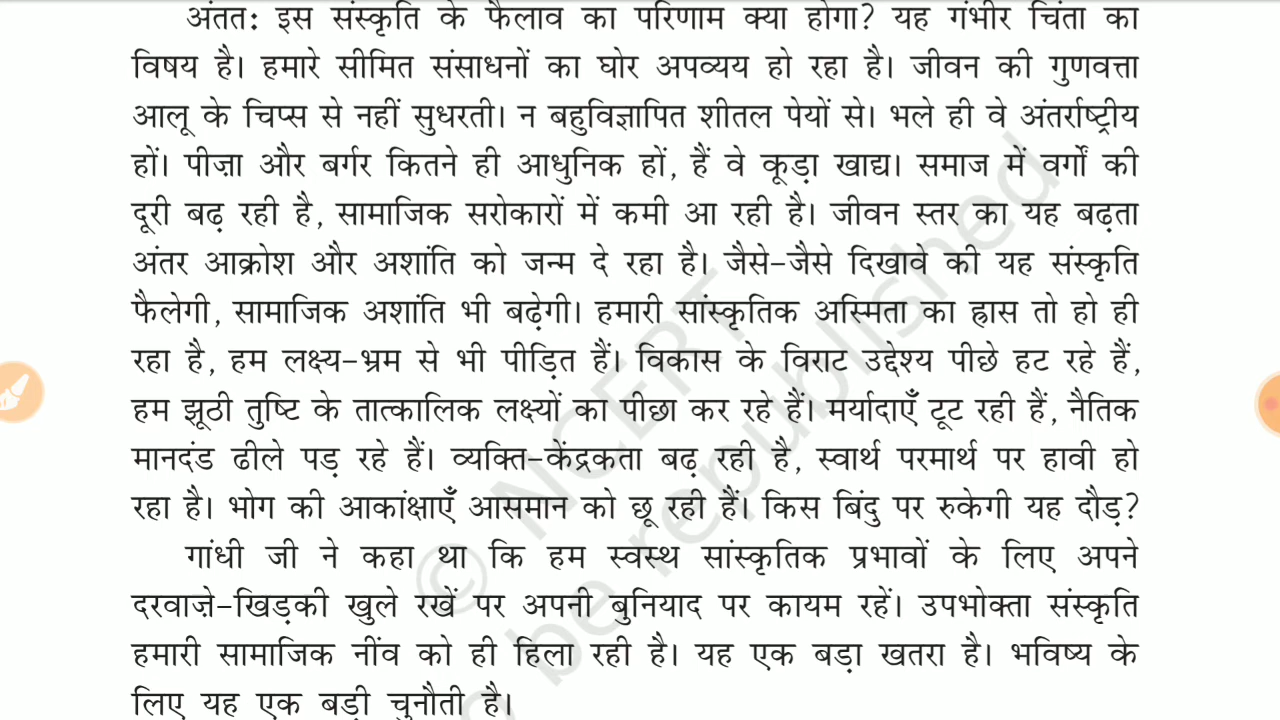 अंततः इस संस्कृति के फैलाव का परिणाम क्या होगा? यह गंभीर चिंता का
विषय है। हमारे सीमित संसाधनों का घोर अपव्यय हो रहा है। जीवन की गुणवत्ता
आलू के चिप्स से नहीं सुधरती। न बहुविज्ञापित शीतल पेयों से। भले ही वे अंतर्राष्ट्रीय
हों। पीज़ा और बर्गर कितने ही आधुनिक हों, हैं वे कूड़ा खाद्य। समाज में वर्गों की
दूरी बढ़ रही है, सामाजिक सरोकारों में कमी आ रही है। जीवन स्तर का यह बढ़ता
अंतर आक्रोश और अशांति को जन्म दे रहा है। जैसे-जैसे दिखावे की यह संस्कृति
फैलेगी, सामाजिक अशांति भी बढ़ेगी। हमारी सांस्कृतिक अस्मिता का ह्रास तो हो ही
रहा है, हम लक्ष्य-भ्रम से भी पीड़ित हैं। विकास के विराट उद्देश्य पीछे हट रहे हैं,
हम झूठी तुष्टि के तात्कालिक लक्ष्यों का पीछा कर रहे हैं। मर्यादाएँ टूट रही हैं, नैतिक
मानदंड ढीले पड़ रहे हैं। व्यक्ति-केंद्रकता बढ़ रही है, स्वार्थ परमार्थ पर हावी हो
रहा है। भोग की आकांक्षाएँ आसमान को छू रही हैं। किस बिंदु पर रुकेगी यह दौड़?
गांधी जी ने कहा था कि हम स्वस्थ सांस्कृतिक प्रभावों के लिए अपने
दरवाज़े-खिड़की खुले रखें पर अपनी बुनियाद पर कायम रहें। उपभोक्ता संस्कृति
हमारी सामाजिक नींव को ही हिला रही है। यह एक बड़ा खतरा है। भविष्य के
लिए यह एक बड़ी चुनौती है।
© NCERT
be republished